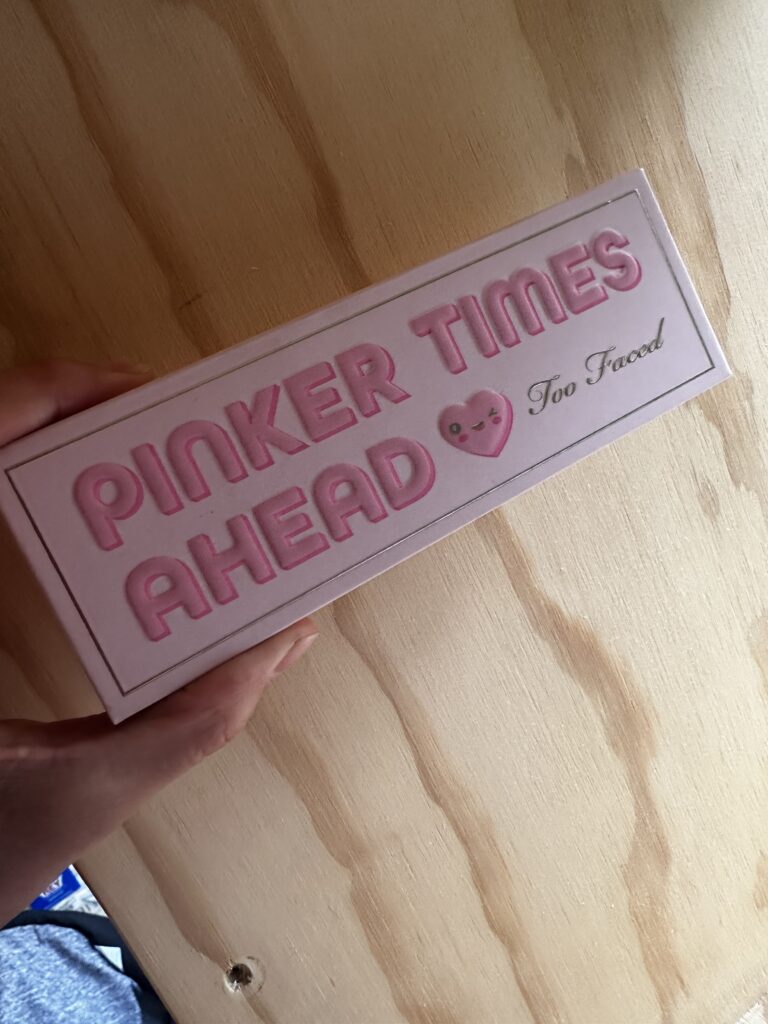 PINKER TIMES
AHEAD
Too Faced